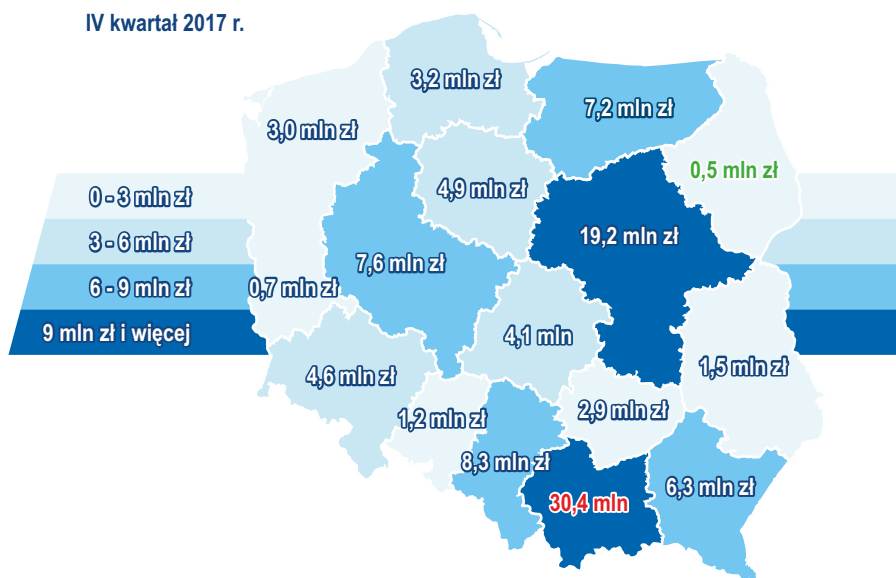 IV kwartał 2017 r.
3,2 mln zł
7,2 mln zł
3,0 mln zł
0,5 mln zł
4,9 mln zł
0 - 3 mln zł
19,2 mln zł
3 - 6 mln zł
7,6 mln zł
6 - 9 mln zł
0,7 mln zł
9 mln zł i więcej
4,1 mln
1,5 mln zł
4,6 mln zł
2,9 mln zł
1,2 mln zł
8,3 mln zł
6,3 mln zł
30,4 mln